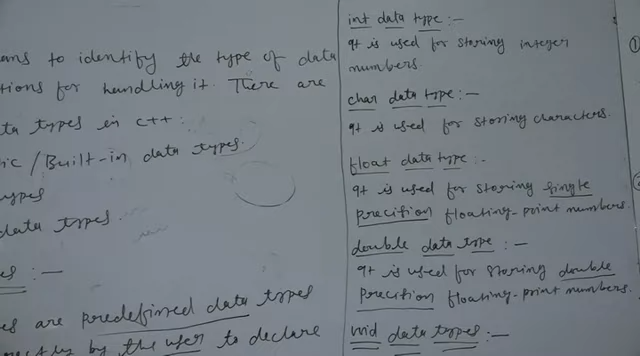 ans to identify the type of data
tions for handling it. There are
ta types in C++:
ic / Built-in data types.
ypes
data types.
es :-
es are predefined data types
by the user to declare
int data type :-
It is used for storing integer
numbers.
char data type :-
It is used for storing characters.
float data type :-
It is used for storing single
precision floating-point numbers.
double data type :-
It is used for storing double
precision floating-point numbers.
void data types :-
1